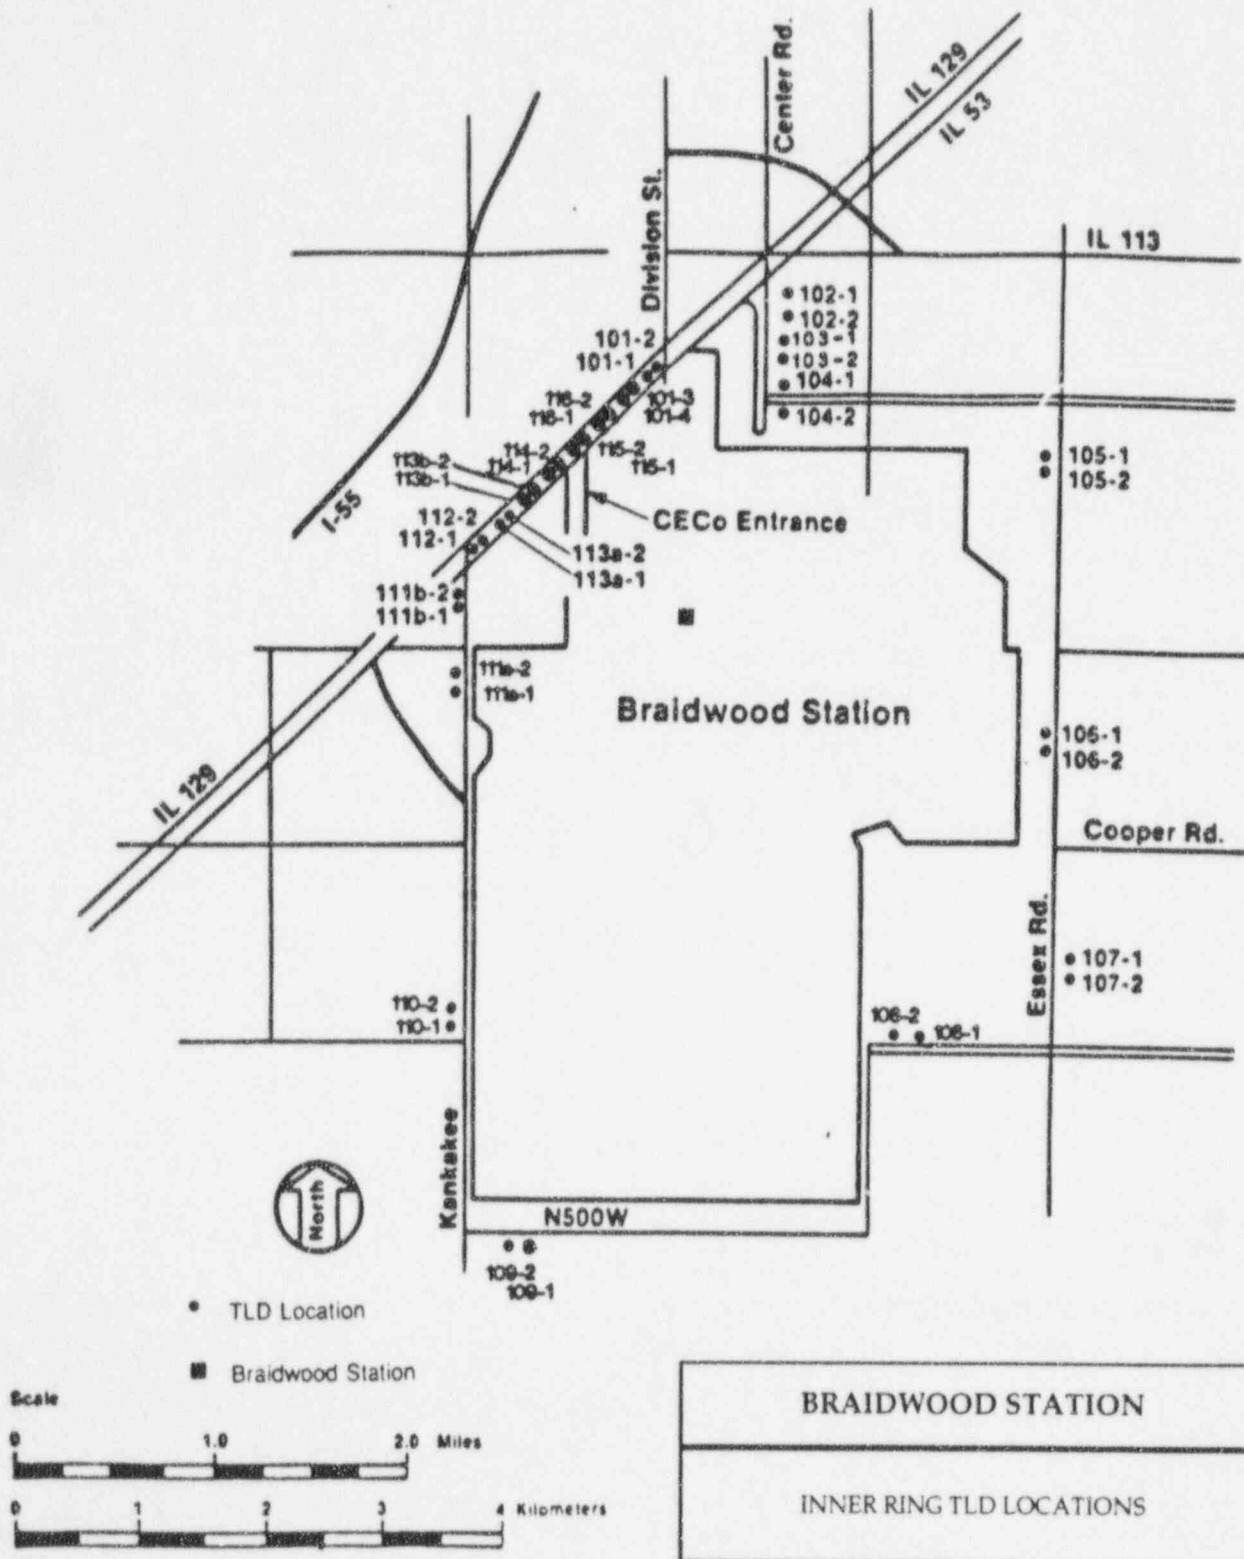 Center Rd.
IL 129
IL 53
Division St.
IL 113
102-1
102-2
103-1
103-2
104-1
104-2
101-2
101-1
101-3
101-4
116-2
116-1
115-2
115-1
114-2
114-1
113b-2
113b-1
105-1
105-2
I-55
112-2
112-1
CECo Entrance
113a-2
113a-1
111b-2
111b-1
111a-2
111a-1
Braidwood Station
106-1
106-2
IL 129
Cooper Rd.
Essex Rd.
107-1
107-2
110-2
110-1
Kankakee
North
N500W
109-2
109-1
TLD Location
Braidwood Station
Scale
0 1.0 2.0 Miles
0 1 2 3 4 Kilometers
BRAIDWOOD STATION
INNER RING TLD LOCATIONS